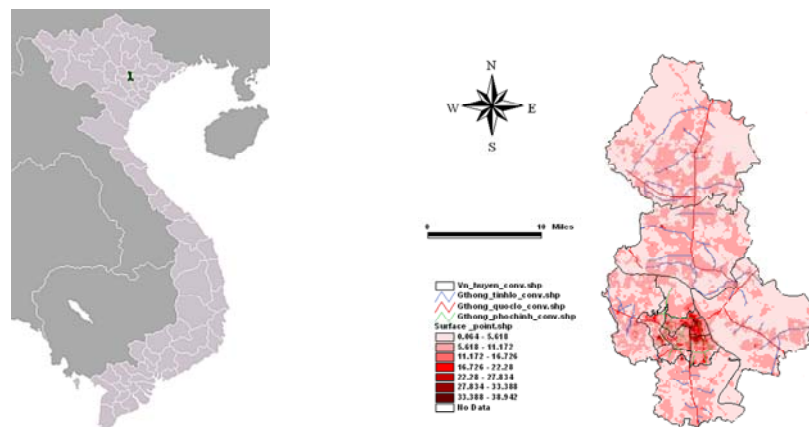 N
W E
S
0 10 Miles
Vn_huyen_conv.shp
Gthong_tinhlo_conv.shp
Gthong_quoclo_conv.shp
Gthong_phochinh_conv.shp
Surface_point.shp
0.064 - 5.618
5.618 - 11.172
11.172 - 16.726
16.726 - 22.28
22.28 - 27.834
27.834 - 33.388
33.388 - 38.942
No Data